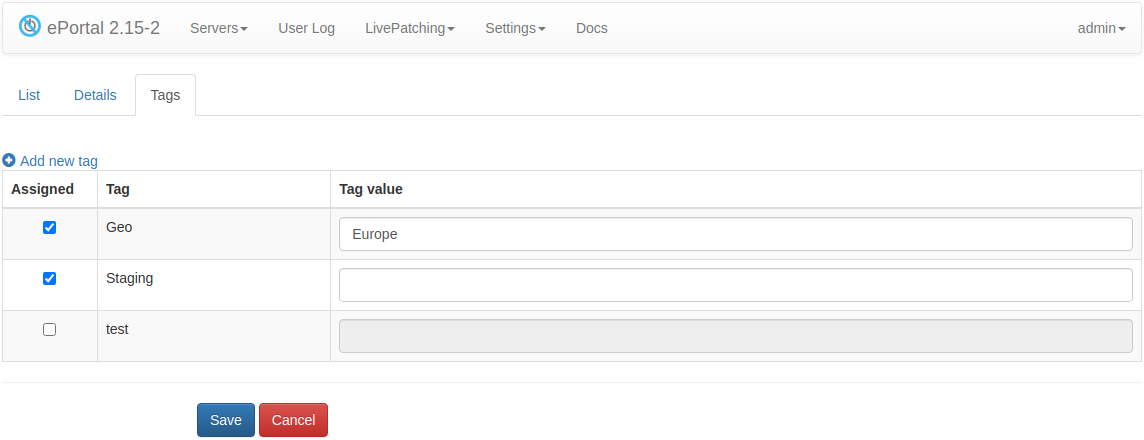 ePortal 2.15-2 Servers User Log LivePatching Settings Docs admin
List Details Tags
Add new tag
Assigned Tag Tag value
Geo Europe
Staging
test
Save Cancel